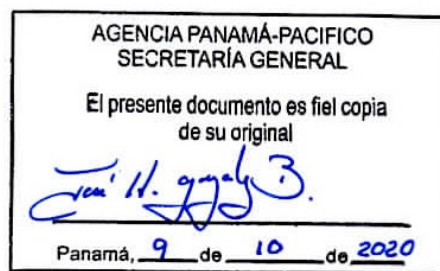 AGENCIA PANAMÁ-PACIFICO
SECRETARÍA GENERAL
El presente documento es fiel copia
de su original
José H. B.
Panamá, 9 de 10 de 2020